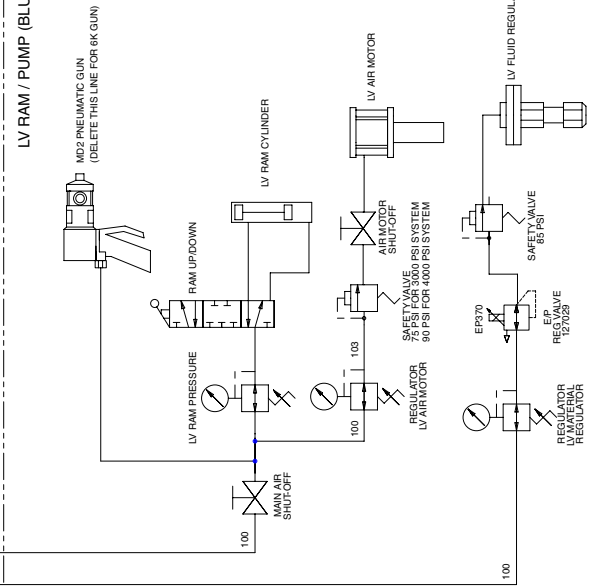 LV RAM / PUMP (BLU
MD2 PNEUMATIC GUN
(DELETE THIS LINE FOR 6K GUN)
RAM UP/DOWN
LV RAM CYLINDER
LV AIR MOTOR
LV FLUID REGUL
LV RAM PRESSURE
AIR MOTOR
SHUT-OFF
SAFETY VALVE
75 PSI FOR 3000 PSI SYSTEM
90 PSI FOR 4000 PSI SYSTEM
SAFETY VALVE
85 PSI
103
EP370
E/P
REG VALVE
127029
REGULATOR
LV AIR MOTOR
100
REGULATOR
LV MATERIAL
REGULATOR
MAIN AIR
SHUT-OFF
100
100